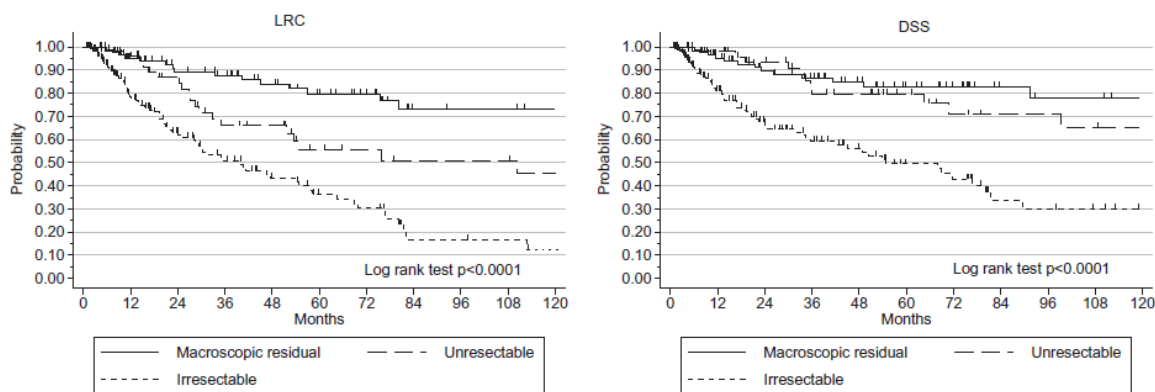 LRC
1.00
0.90
0.80
0.70
0.60
0.50
0.40
0.30
0.20
0.10
0.00
Probability
Log rank test p<0.0001
0 12 24 36 48 60 72 84 96 108 120
Months
Macroscopic residual Unresectable
Irresectable
DSS
1.00
0.90
0.80
0.70
0.60
0.50
0.40
0.30
0.20
0.10
0.00
Probability
Log rank test p<0.0001
0 12 24 36 48 60 72 84 96 108 120
Months
Macroscopic residual Unresectable
Irresectable